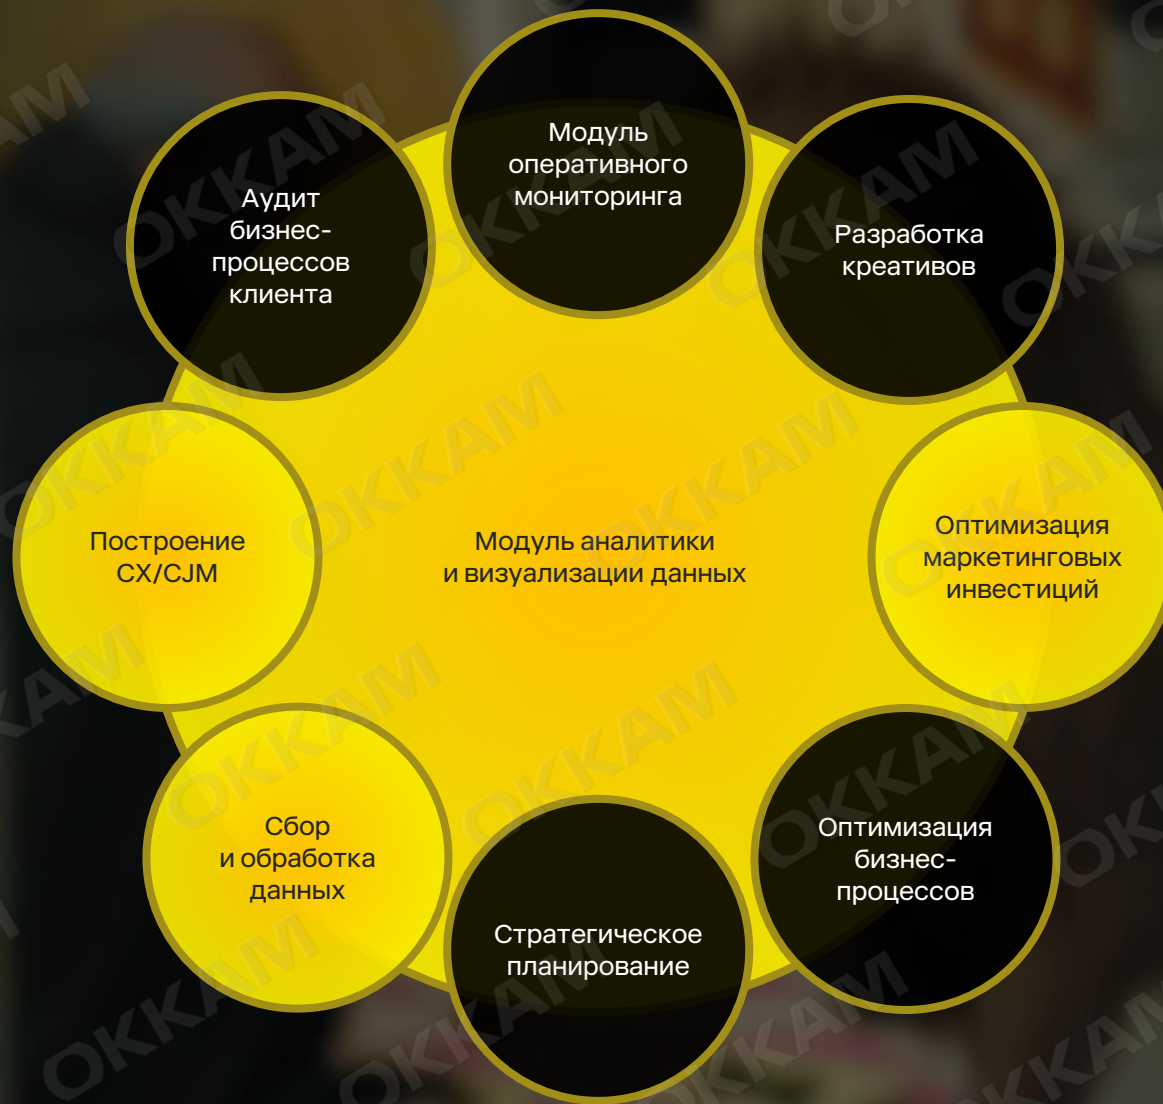 Модуль
оперативного
мониторинга
Аудит
бизнес-
процессов
клиента
Разработка
креативов
Построение
CX/CJM
Модуль аналитики
и визуализации данных
Оптимизация
маркетинговых
инвестиций
Сбор
и обработка
данных
Оптимизация
бизнес-
процессов
Стратегическое
планирование
OKKAM